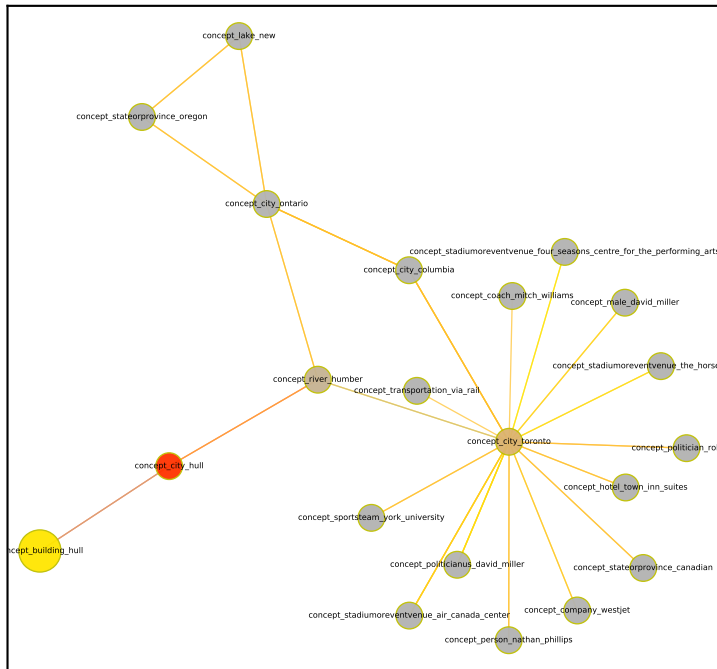 concept_lake_new
concept_stateorprovince_oregon
concept_city_ontario
concept_stadiumoreventvenue_four_seasons_centre_for_the_performing_arts
concept_city_columbia
concept_coach_mitch_williams
concept_male_david_miller
concept_stadiumoreventvenue_the_horse
concept_river_humber
concept_transportation_via_rail
concept_city_toronto
concept_politician_ro
concept_city_hull
concept_hotel_town_inn_suites
concept_sportsteam_york_university
concept_building_hull
concept_politicianus_david_miller
concept_stateorprovince_canadian
concept_stadiumoreventvenue_air_canada_center
concept_company_westjet
concept_person_nathan_phillips